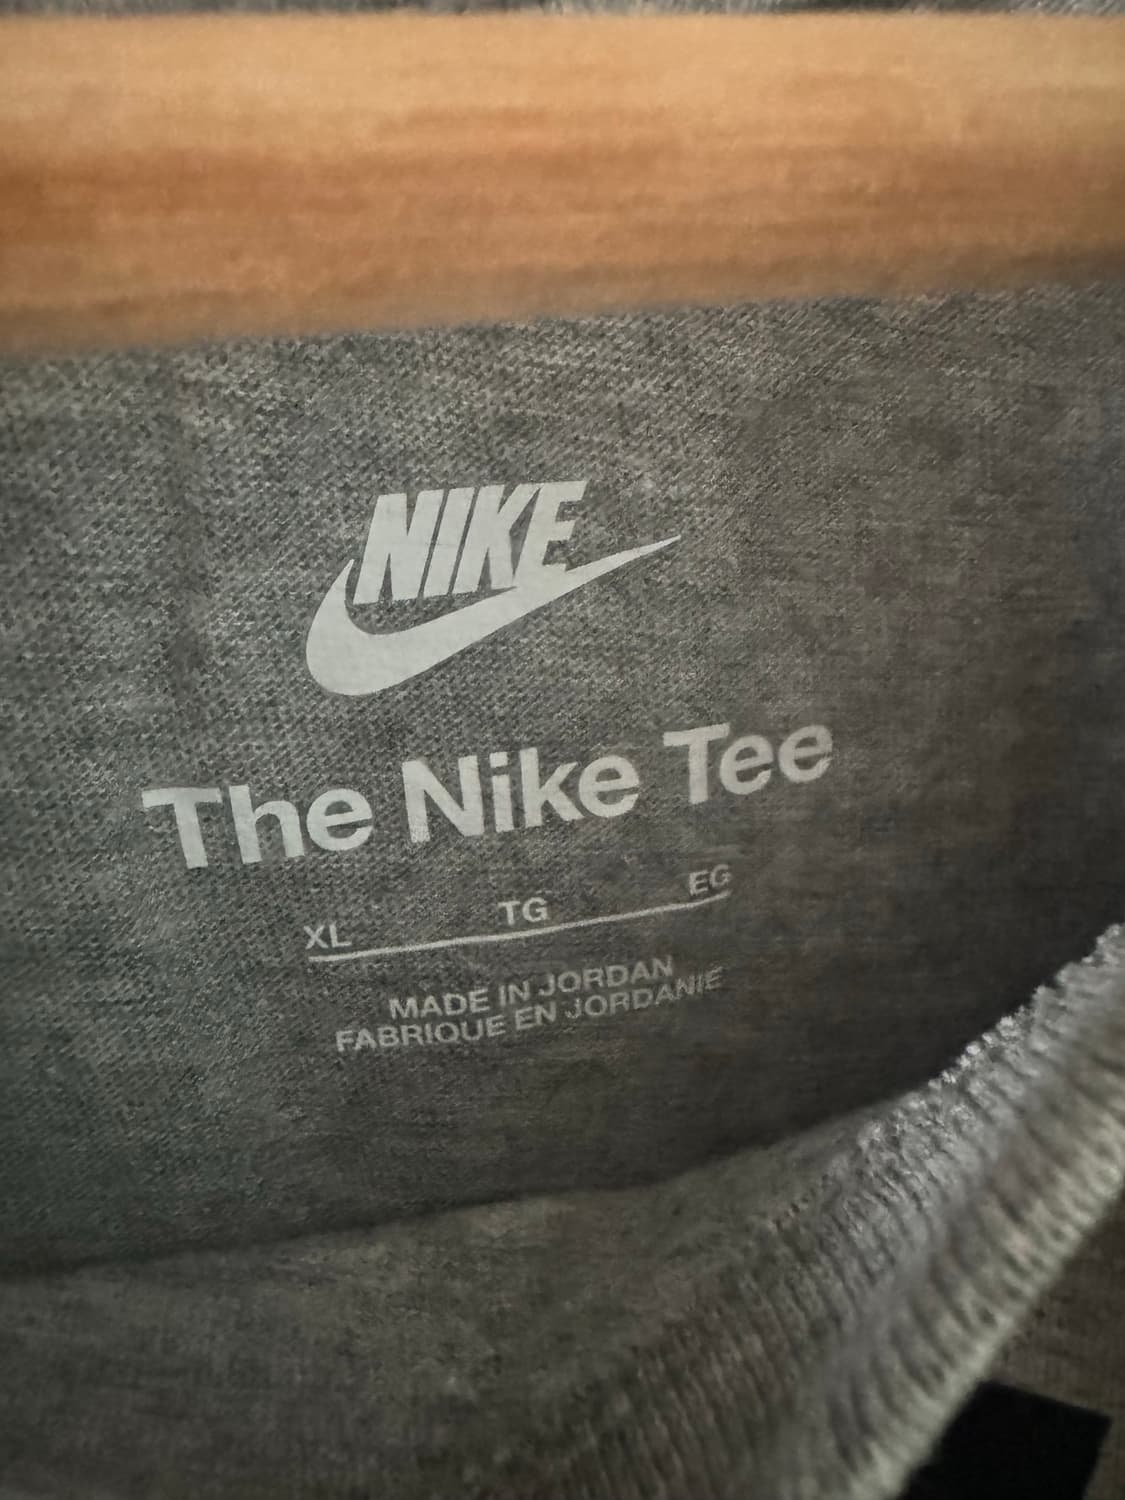 NIKE
The Nike Tee
XL TG EG
MADE IN JORDAN
FABRIQUE EN JORDANIE